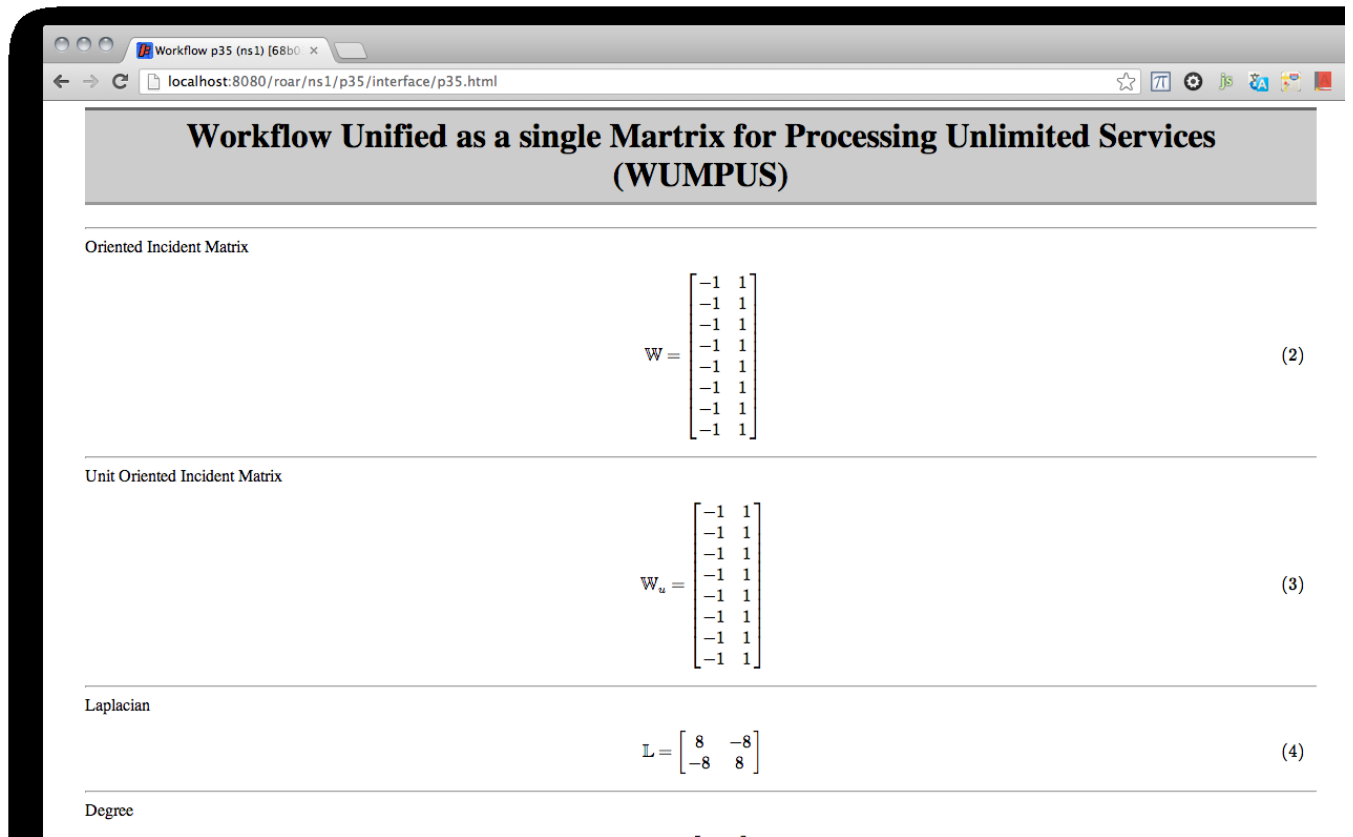 Workflow p35 (ns1) [68b0
localhost:8080/roar/ns1/p35/interface/p35.html
π js
Workflow Unified as a single Martrix for Processing Unlimited Services
(WUMPUS)
Oriented Incident Matrix
−1 1
−1 1
−1 1
𝕎 = −1 1 (2)
−1 1
−1 1
−1 1
−1 1
Unit Oriented Incident Matrix
−1 1
−1 1
−1 1
𝕎ᵤ = −1 1 (3)
−1 1
−1 1
−1 1
−1 1
Laplacian
𝕃 = 8 −8 (4)
−8 8
Degree